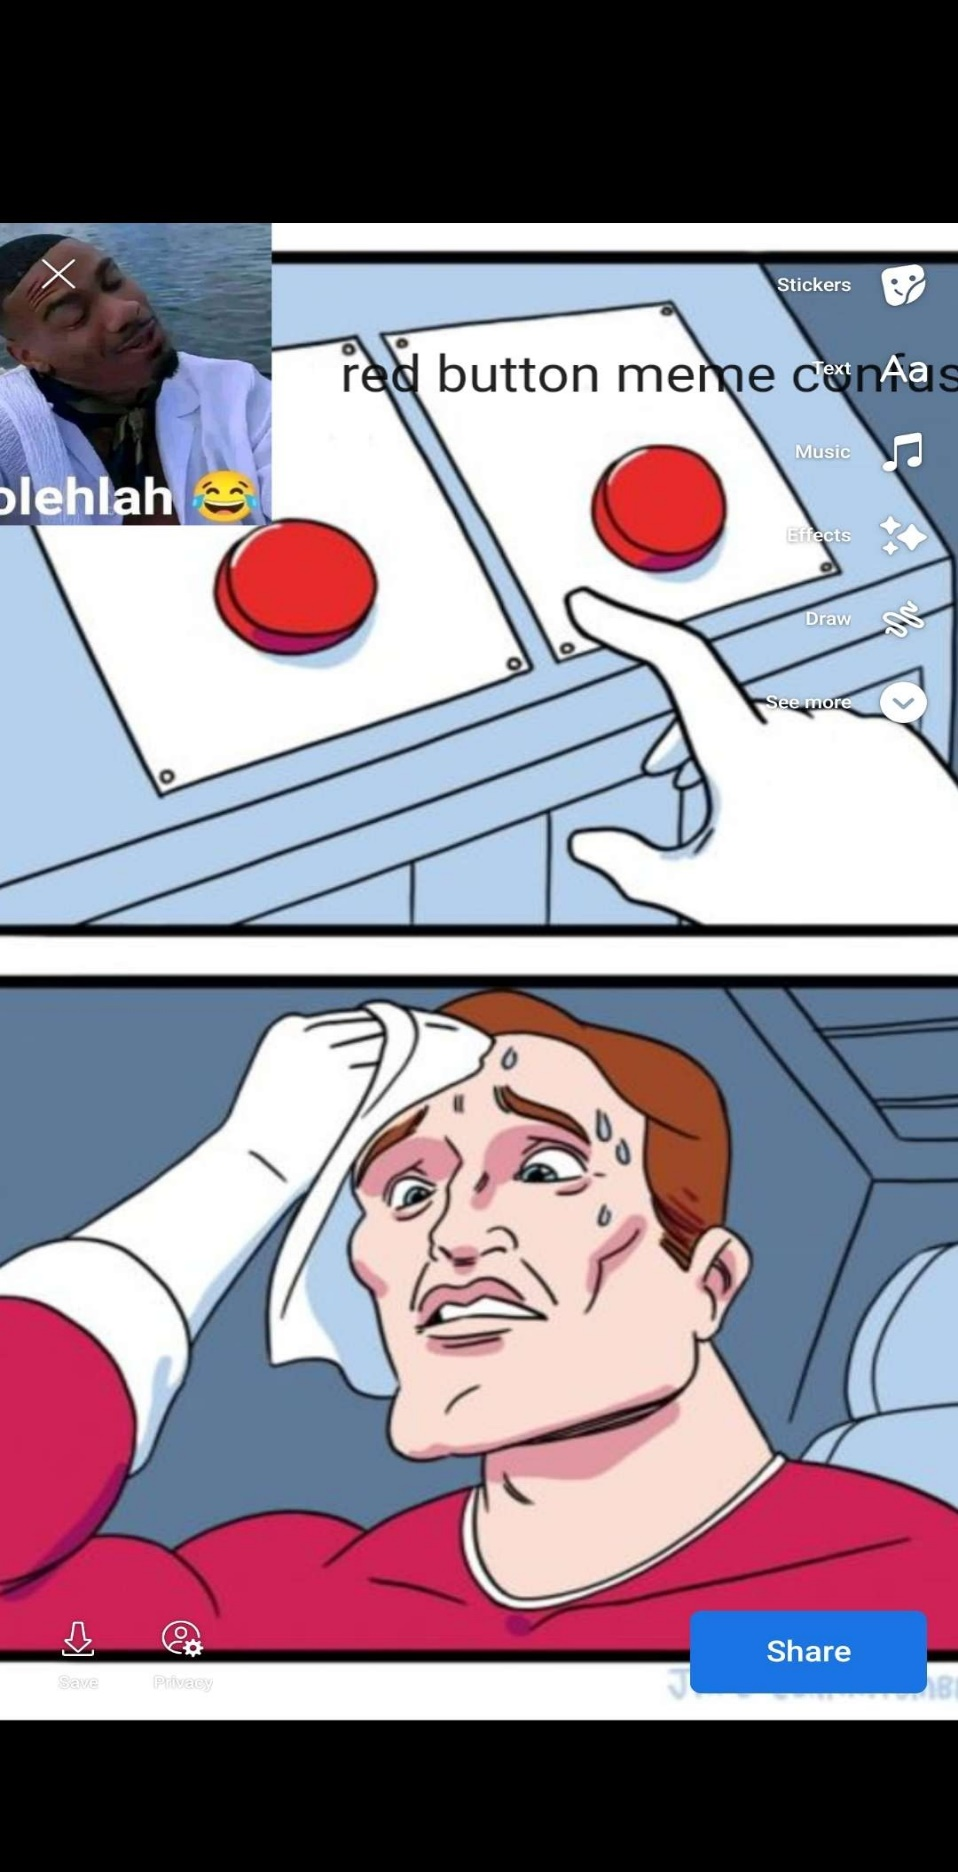 Stickers
red button meme confus
Text Aa
Music
olehlah 😂
Effects
Draw
See more
Share
Save
Privacy